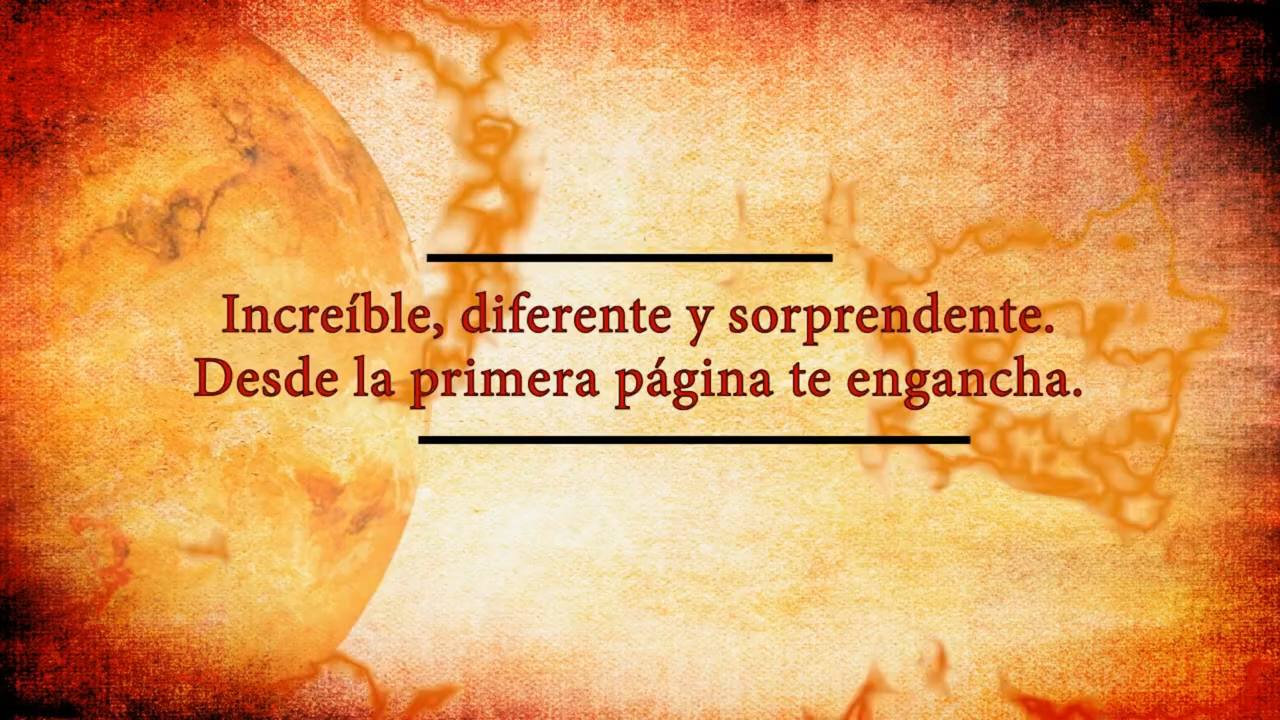 Increíble, diferente y sorprendente.
Desde la primera página te engancha.